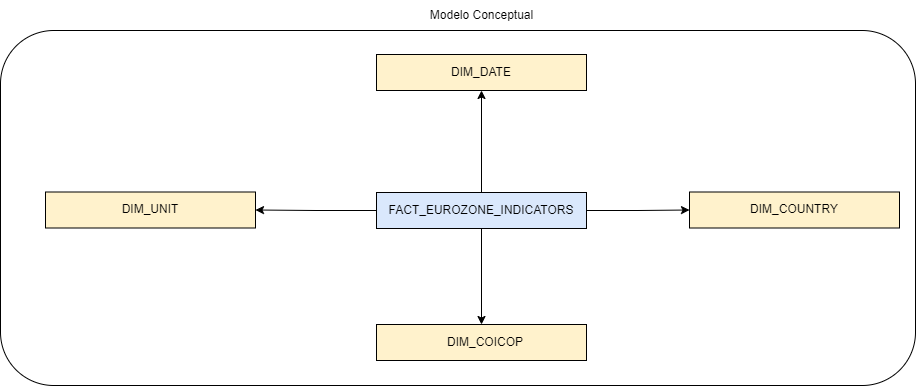 Modelo Conceptual
DIM_DATE
DIM_UNIT
FACT_EUROZONE_INDICATORS
DIM_COUNTRY
DIM_COICOP